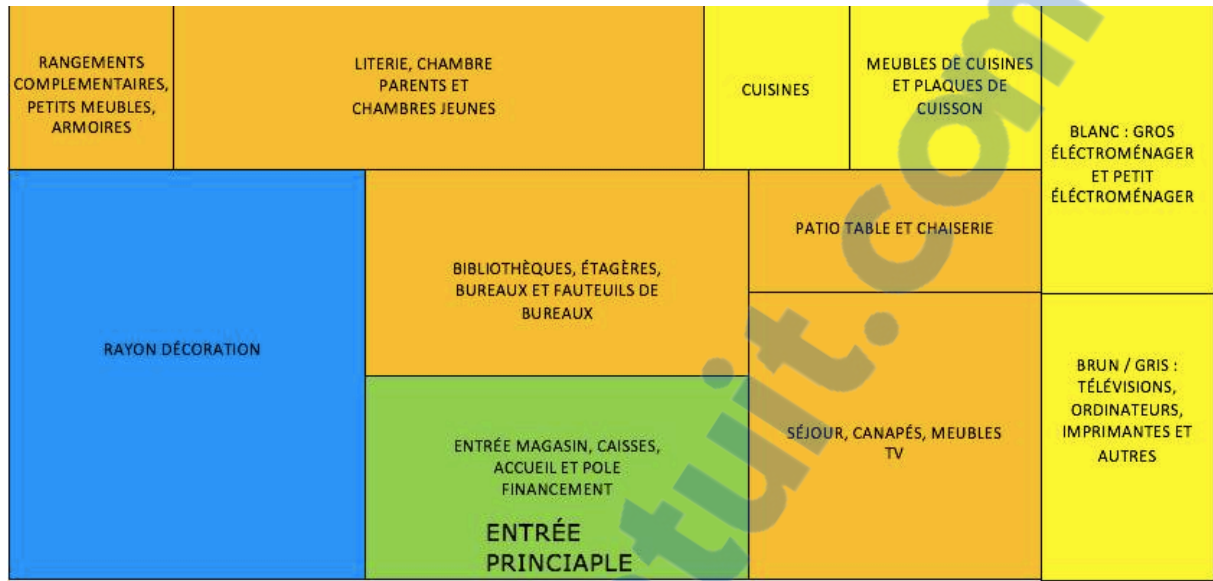 RANGEMENTS
COMPLEMENTAIRES,
PETITS MEUBLES,
ARMOIRES
LITERIE, CHAMBRE
PARENTS ET
CHAMBRES JEUNES
CUISINES
MEUBLES DE CUISINES
ET PLAQUES DE
CUISSON
BLANC : GROS
ÉLÉCTROMÉNAGER
ET PETIT
ÉLÉCTROMÉNAGER
RAYON DÉCORATION
BIBLIOTHÈQUES, ÉTAGÈRES,
BUREAUX ET FAUTEUILS DE
BUREAUX
PATIO TABLE ET CHAISERIE
ENTRÉE MAGASIN, CAISSES,
ACCUEIL ET POLE
FINANCEMENT
ENTRÉE
PRINCIAPLE
SÉJOUR, CANAPÉS, MEUBLES
TV
BRUN / GRIS :
TÉLÉVISIONS,
ORDINATEURS,
IMPRIMANTES ET
AUTRES
tuit.com